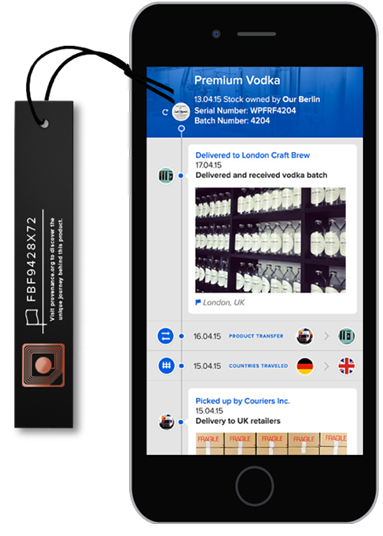 FBF9428X72
Visit provenance.org to discover the
unique journey behind this product.
Premium Vodka
13.04.15 Stock owned by Our Berlin
Serial Number: WPFRF4204
Batch Number: 4204
Delivered to London Craft Brew
17.04.15
Delivered and received vodka batch
London, UK
16.04.15 PRODUCT TRANSFER
15.04.15 COUNTRIES TRAVELED
Picked up by Couriers Inc.
15.04.15
Delivery to UK retailers
FRAGILE FRAGILE FRAGILE FRAGILE FRAGILE